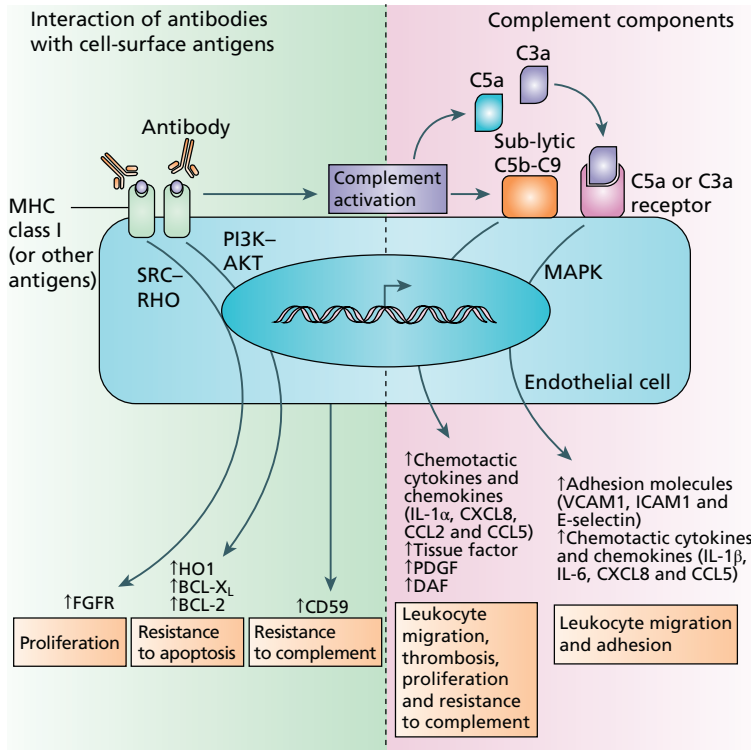 Interaction of antibodies
with cell-surface antigens
Complement components
C3a
C5a
Antibody
Sub-lytic
C5b-C9
Complement
activation
C5a or C3a
receptor
MHC
class I
(or other
antigens)
PI3K–
AKT
SRC–
RHO
MAPK
Endothelial cell
↑Chemotactic
cytokines and
chemokines
(IL-1α, CXCL8,
CCL2 and CCL5)
↑Tissue factor
↑PDGF
↑DAF
↑Adhesion molecules
(VCAM1, ICAM1 and
E-selectin)
↑Chemotactic cytokines
and chemokines (IL-1β,
IL-6, CXCL8 and CCL5)
↑FGFR
↑HO1
↑BCL-XL
↑BCL-2
↑CD59
Proliferation
Resistance
to apoptosis
Resistance
to complement
Leukocyte
migration,
thrombosis,
proliferation
and resistance
to complement
Leukocyte migration
and adhesion